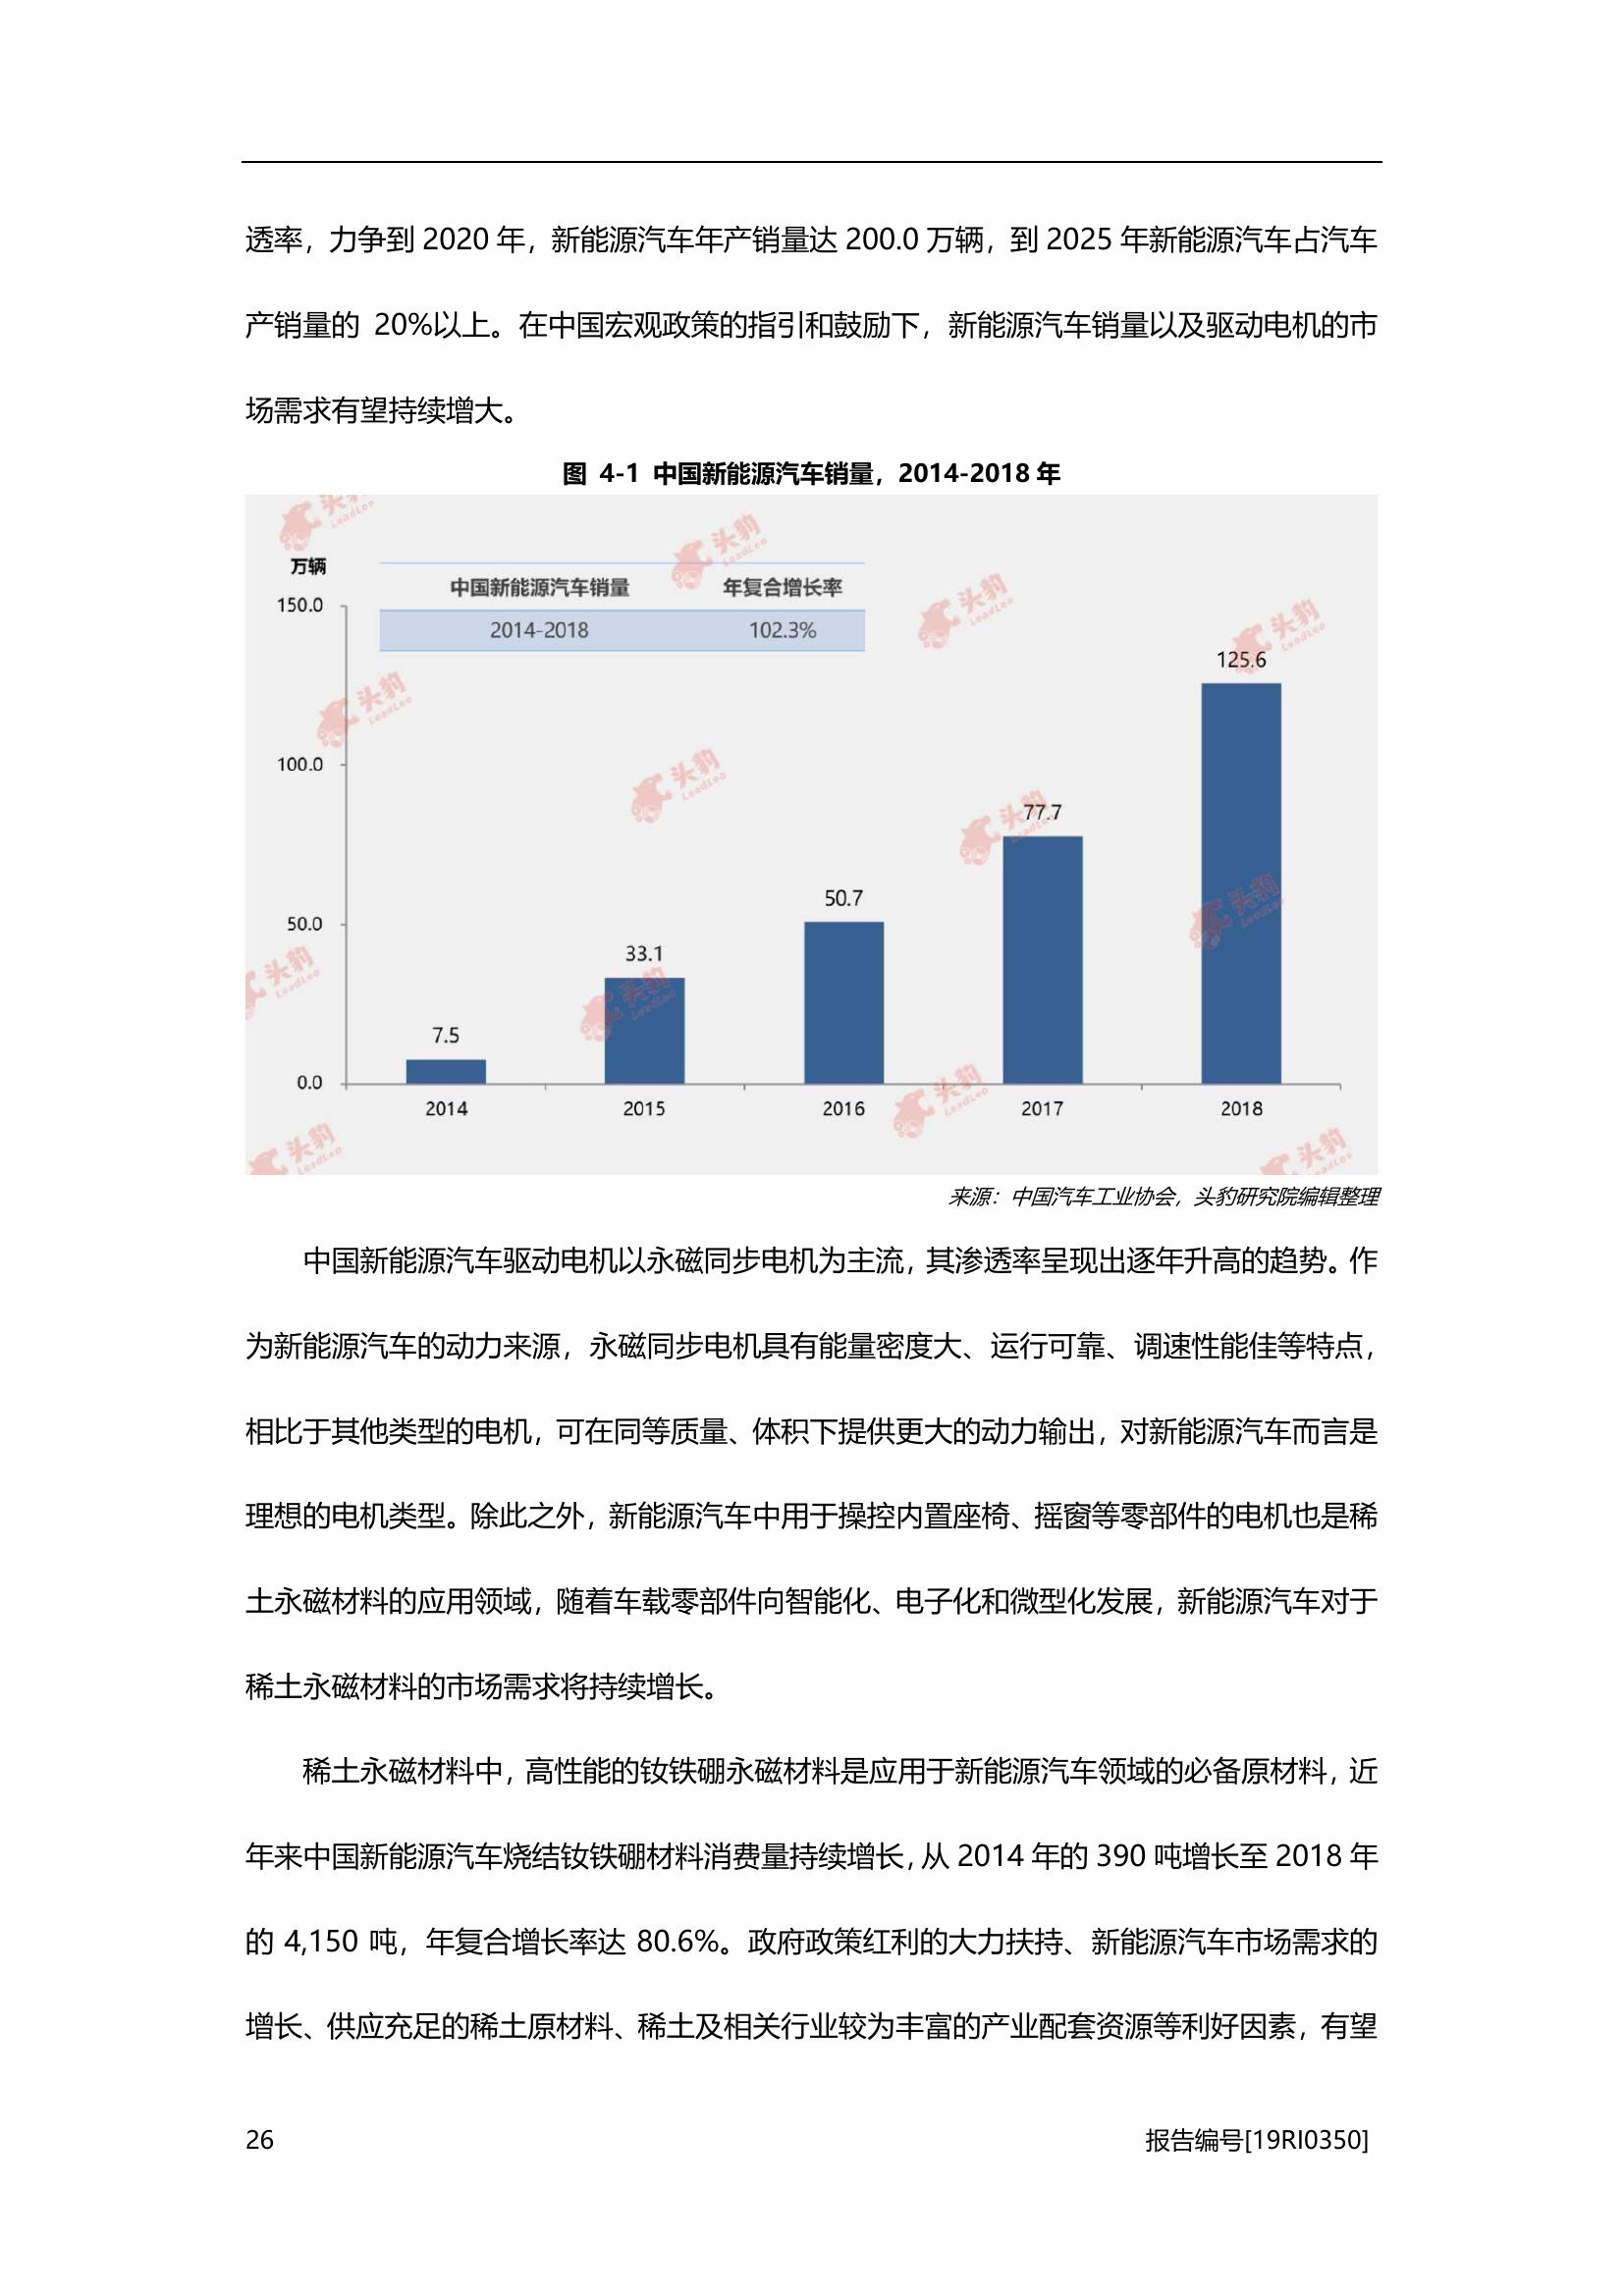 透率，力争到 2020 年，新能源汽车年产销量达 200.0 万辆，到 2025 年新能源汽车占汽车
产销量的 20%以上。在中国宏观政策的指引和鼓励下，新能源汽车销量以及驱动电机的市
场需求有望持续增大。
图 4-1 中国新能源汽车销量，2014-2018 年
万辆
中国新能源汽车销量 年复合增长率
2014-2018 102.3%
150.0
100.0
50.0
0.0
7.5
33.1
50.7
77.7
125.6
2014 2015 2016 2017 2018
头豹
LeadLeo
来源：中国汽车工业协会，头豹研究院编辑整理
中国新能源汽车驱动电机以永磁同步电机为主流，其渗透率呈现出逐年升高的趋势。作
为新能源汽车的动力来源，永磁同步电机具有能量密度大、运行可靠、调速性能佳等特点，
相比于其他类型的电机，可在同等质量、体积下提供更大的动力输出，对新能源汽车而言是
理想的电机类型。除此之外，新能源汽车中用于操控内置座椅、摇窗等零部件的电机也是稀
土永磁材料的应用领域，随着车载零部件向智能化、电子化和微型化发展，新能源汽车对于
稀土永磁材料的市场需求将持续增长。
稀土永磁材料中，高性能的钕铁硼永磁材料是应用于新能源汽车领域的必备原材料，近
年来中国新能源汽车烧结钕铁硼材料消费量持续增长，从 2014 年的 390 吨增长至 2018 年
的 4,150 吨，年复合增长率达 80.6%。政府政策红利的大力扶持、新能源汽车市场需求的
增长、供应充足的稀土原材料、稀土及相关行业较为丰富的产业配套资源等利好因素，有望
26 报告编号[19RI0350]